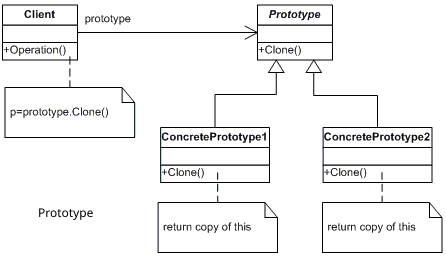 Client
prototype
Prototype
+Operation()
+Clone()
p=prototype.Clone()
ConcretePrototype1
ConcretePrototype2
+Clone()
+Clone()
Prototype
return copy of this
return copy of this